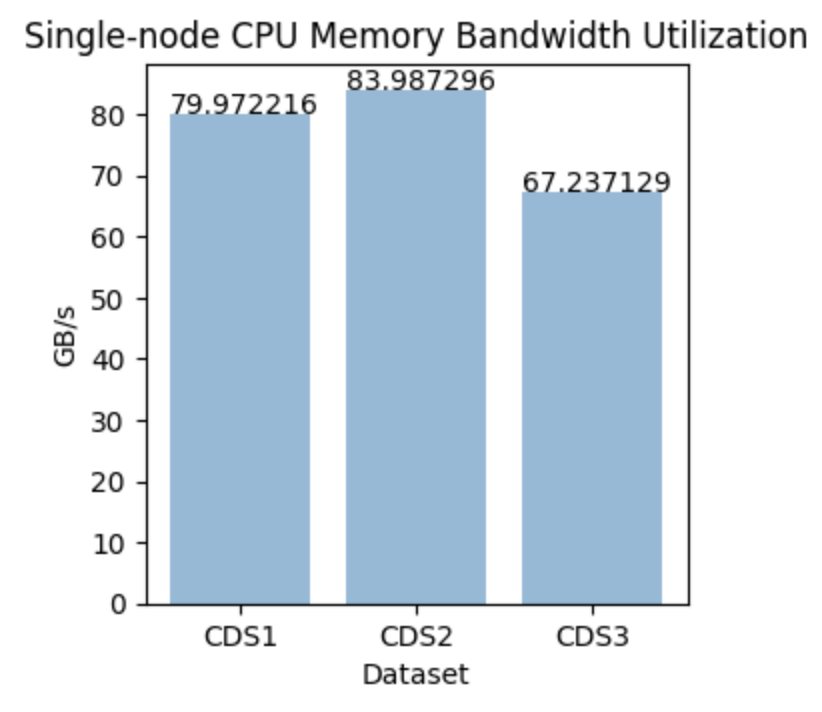 Single-node CPU Memory Bandwidth Utilization
79.972216
83.987296
67.237129
80
70
60
50
40
30
20
10
0
GB/s
CDS1
CDS2
CDS3
Dataset